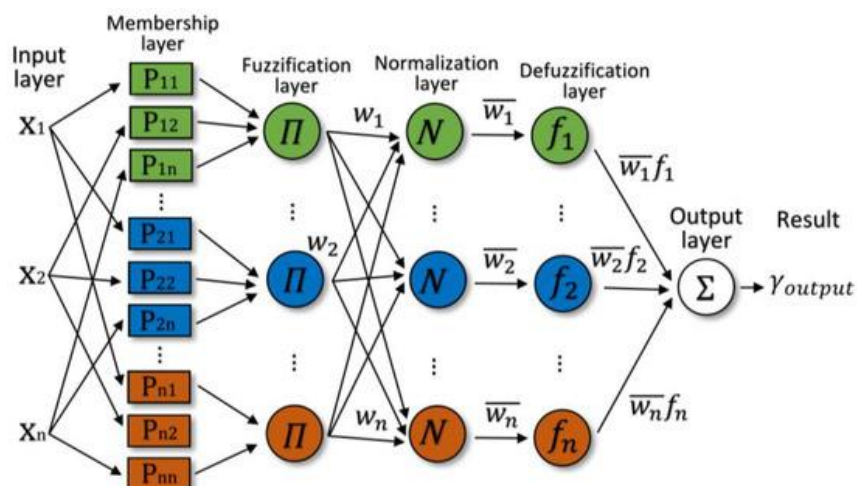 Input
layer
Membership
layer
Fuzzification
layer
Normalization
layer
Defuzzification
layer
Output
layer
Result
X₁
X₂
Xₙ
P₁₁
P₁₂
P₁ₙ
⋮
P₂₁
P₂₂
P₂ₙ
⋮
Pₙ₁
Pₙ₂
Pₙₙ
Π
⋮
Π
⋮
Π
w₁
w₂
wₙ
N
⋮
N
⋮
N
w̅₁
w̅₂
w̅ₙ
f₁
⋮
f₂
⋮
fₙ
w̅₁f₁
w̅₂f₂
w̅ₙfₙ
Σ
γₒᵤₜₚᵤₜ